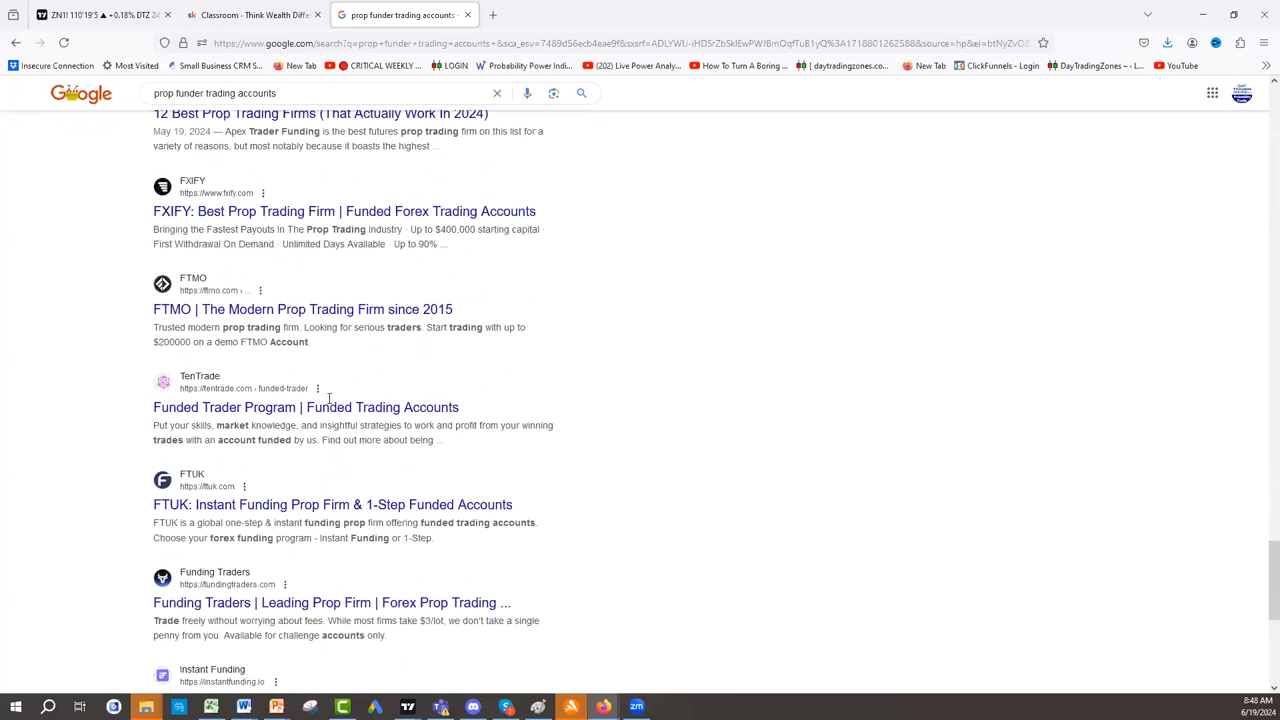 ZN1! 110'19'5 ▲ +0.18% DTZ 24
Classroom - Think Wealth Diffe
prop funder trading accounts -
https://www.google.com/search?q=prop+funder+trading+accounts+&sca_esv=7489d56ecb4eae9f&sxsrf=
Insecure Connection
Most Visited
Small Business CRM S...
New Tab
CRITICAL WEEKLY ...
LOGIN
Probability Power Indi...
(202) Live Power Avera...
How To Turn A Boring ...
[ daytradingzones.co...
New Tab
ClickFunnels - Login
DayTradingZones – ‹ L...
YouTube
Google
prop funder trading accounts
12 Best Prop Trading Firms (That Actually Work In 2024)
May 19, 2024 — Apex Trader Funding is the best futures prop trading firm on this list for a
variety of reasons, but most notably because it boasts the highest ...
FXIFY
https://www.fxify.com
FXIFY: Best Prop Trading Firm | Funded Forex Trading Accounts
Bringing the Fastest Payouts In The Prop Trading Industry · Up to $400,000 starting capital ·
First Withdrawal On Demand · Unlimited Days Available · Up to 90% ...
FTMO
https://ftmo.com › ...
FTMO | The Modern Prop Trading Firm since 2015
Trusted modern prop trading firm. Looking for serious traders. Start trading with up to
$200000 on a demo FTMO Account.
TenTrade
https://tentrade.com › funded-trader
Funded Trader Program | Funded Trading Accounts
Put your skills, market knowledge, and insightful strategies to work and profit from your winning
trades with an account funded by us. Find out more about being ...
FTUK
https://ftuk.com
FTUK: Instant Funding Prop Firm & 1-Step Funded Accounts
FTUK is a global one-step & instant funding prop firm offering funded trading accounts.
Choose your forex funding program - Instant Funding or 1-Step.
Funding Traders
https://fundingtraders.com
Funding Traders | Leading Prop Firm | Forex Prop Trading ...
Trade freely without worrying about fees. While most firms take $3/lot, we don't take a single
penny from you. Available for challenge accounts only.
Instant Funding
https://instantfunding.io
8:48 AM
6/19/2024